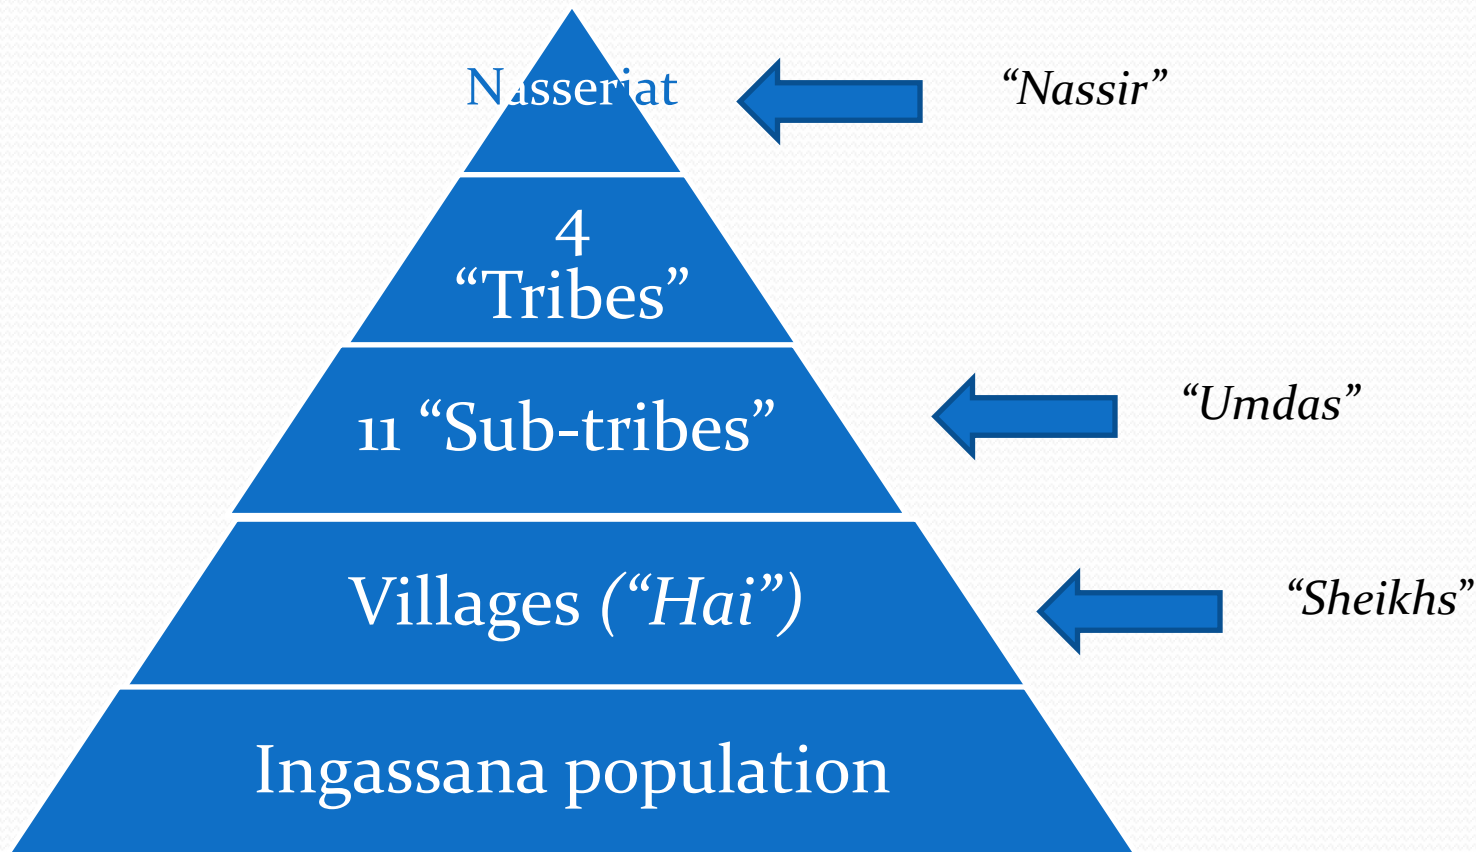 Nasseriat
“Nassir”
4
“Tribes”
11 “Sub-tribes”
“Umdas”
Villages (“Hai”)
“Sheikhs”
Ingassana population